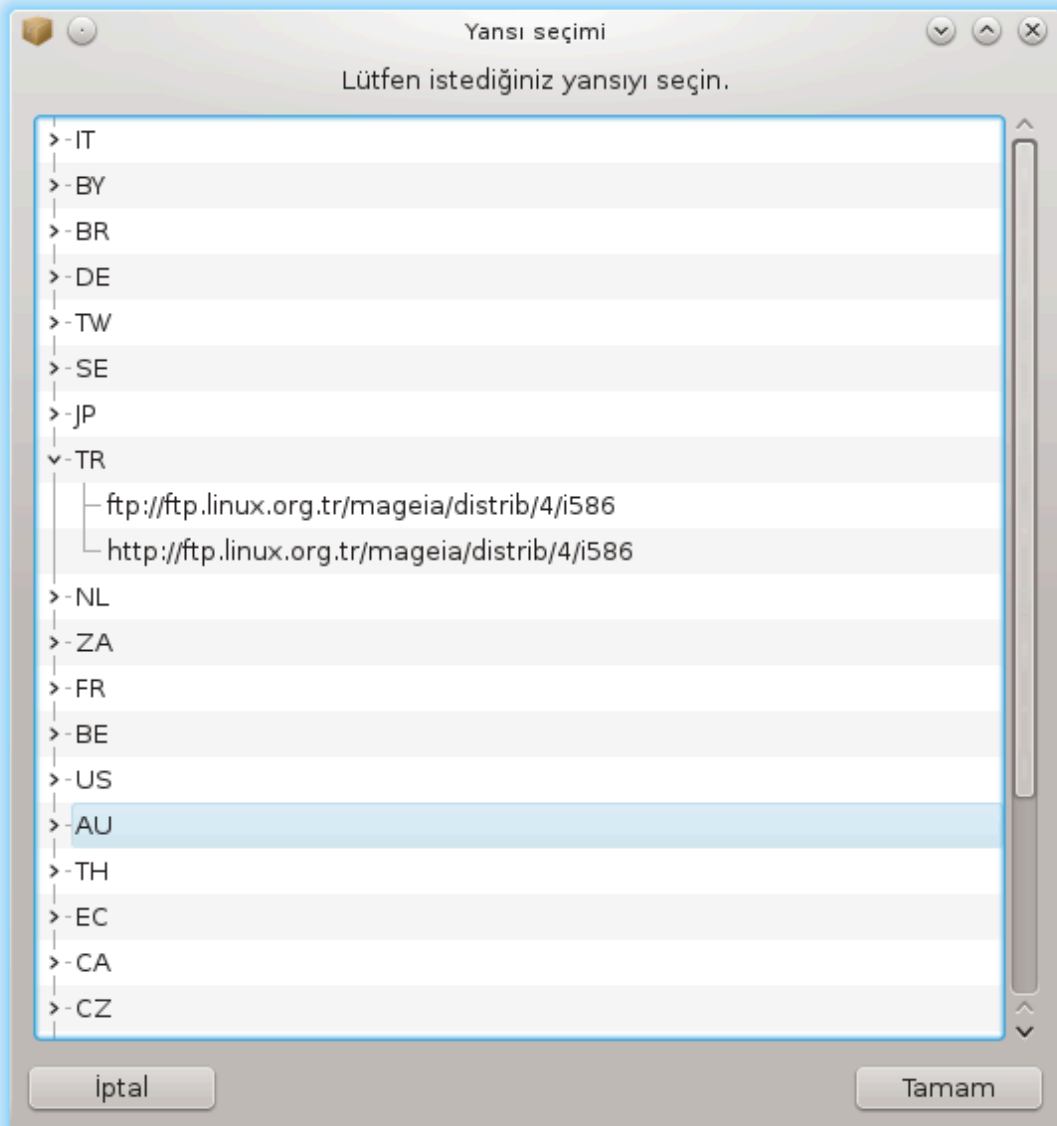 Yansı seçimi
Lütfen istediğiniz yansıyı seçin.
IT
BY
BR
DE
TW
SE
JP
TR
ftp://ftp.linux.org.tr/mageia/distrib/4/i586
http://ftp.linux.org.tr/mageia/distrib/4/i586
NL
ZA
FR
BE
US
AU
TH
EC
CA
CZ
İptal
Tamam